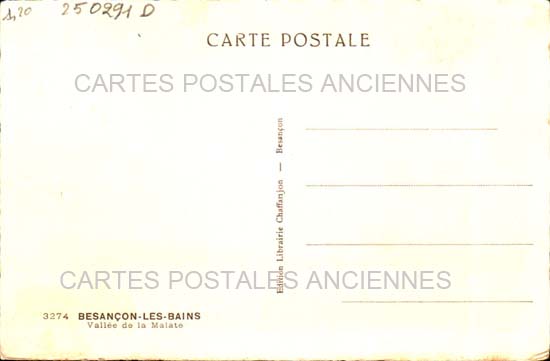 1,20 250291 D
CARTE POSTALE
CARTES POSTALES ANCIENNES
Edition Librairie Chaffanjon — Besançon
CARTES POSTALES ANCIENNES
3274 BESANÇON-LES-BAINS
Vallée de la Malate